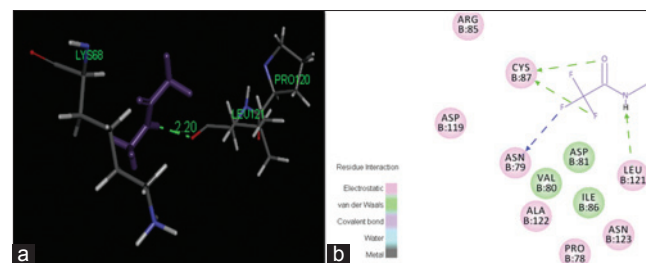 LYS68
PRO120
LEU121
2.20
a
ARG
B:85
CYS
B:87
O
F
N
H
F
F
ASP
B:119
ASN
B:79
ASP
B:81
VAL
B:80
LEU
B:121
ILE
B:86
ALA
B:122
ASN
B:123
PRO
B:78
Residue Interaction
Electrostatic
van der Waals
Covalent bond
Water
Metal
b